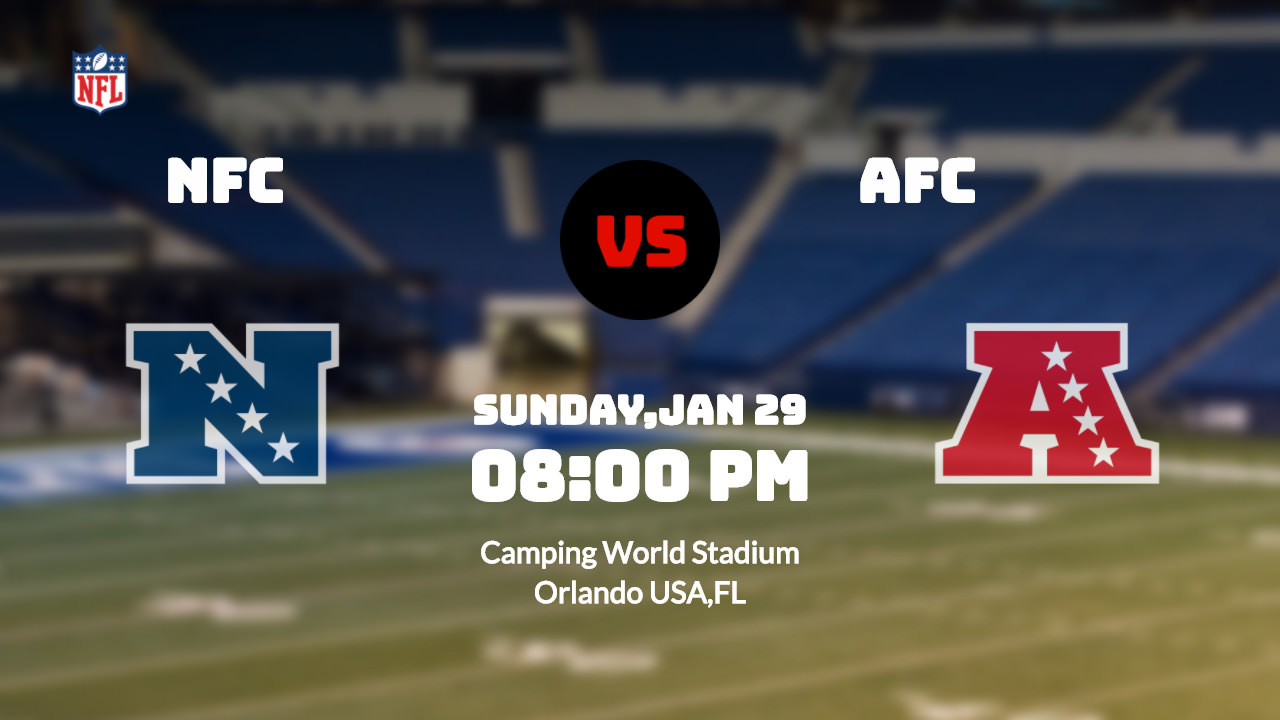 NFL
NFC
AFC
VS
SUNDAY,JAN 29
08:00 PM
Camping World Stadium
Orlando USA,FL